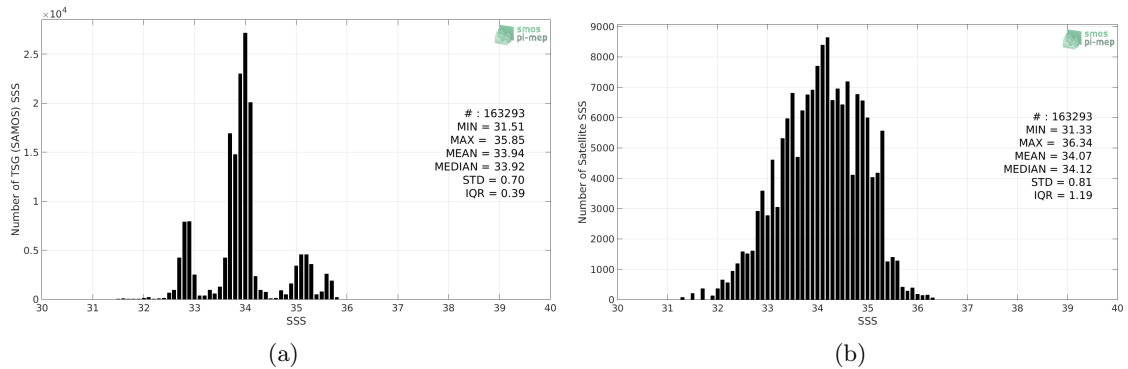 ×10⁴
smos
pi-mep
2.5
2
1.5
1
0.5
0
Number of TSG (SAMOS) SSS
# : 163293
MIN = 31.51
MAX = 35.85
MEAN = 33.94
MEDIAN = 33.92
STD = 0.70
IQR = 0.39
30 31 32 33 34 35 36 37 38 39 40
SSS
(a)
smos
pi-mep
9000
8000
7000
6000
5000
4000
3000
2000
1000
0
Number of Satellite SSS
# : 163293
MIN = 31.33
MAX = 36.34
MEAN = 34.07
MEDIAN = 34.12
STD = 0.81
IQR = 1.19
30 31 32 33 34 35 36 37 38 39 40
SSS
(b)